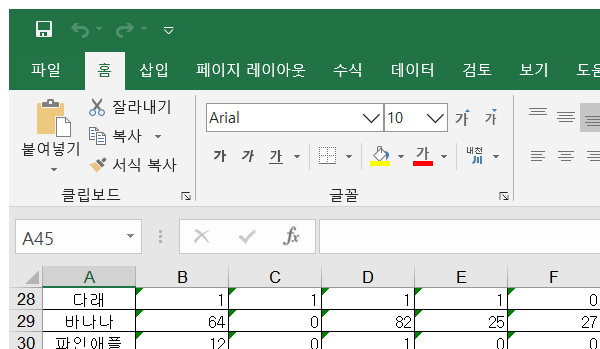 파일 홈 삽입 페이지 레이아웃 수식 데이터 검토 보기
잘라내기
복사
서식 복사
붙여넣기
클립보드
Arial 10 가 가
가 가 가 가 내천 川
글꼴
A45 fx
A B C D E F
28 다래 1 1 1 1 0
29 바나나 64 0 82 25 27
30 파인애플 12 0 1 0 0